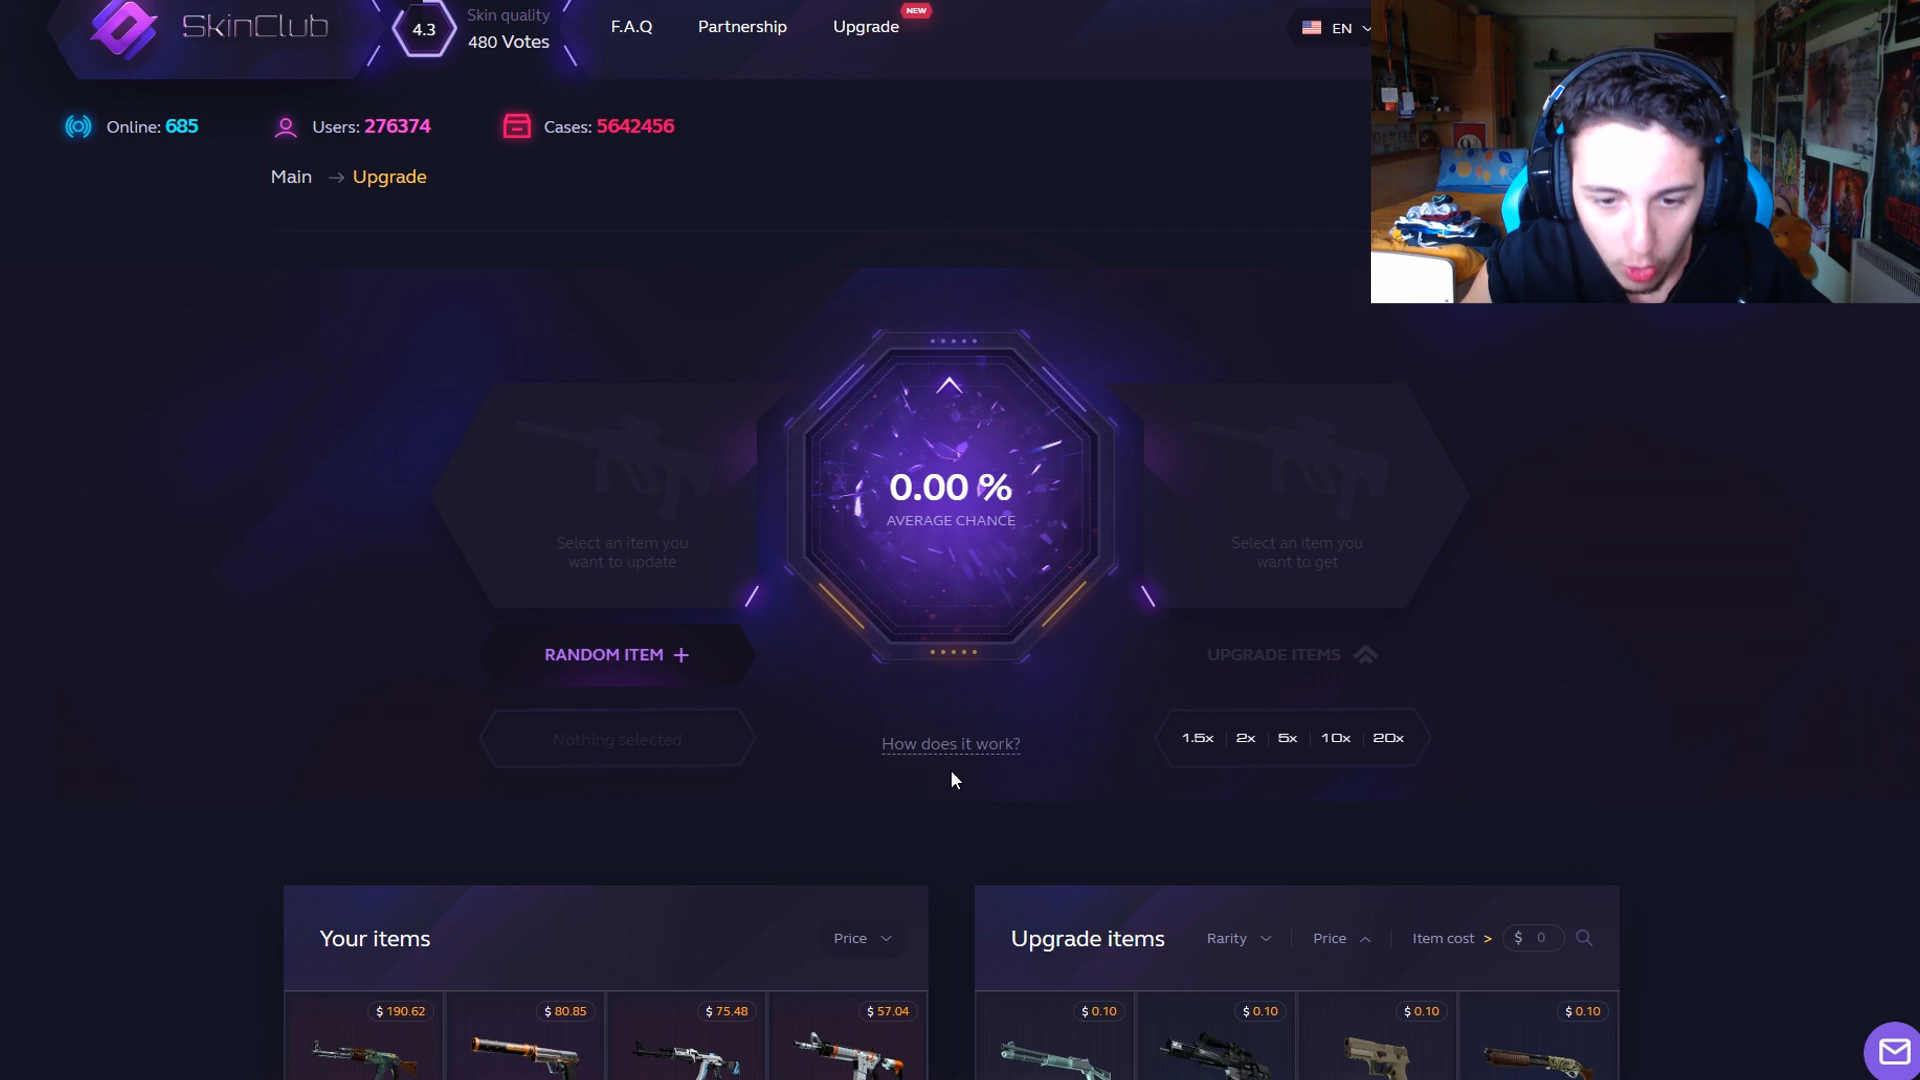 SkinClub
4.3
Skin quality
480 Votes
F.A.Q
Partnership
Upgrade
NEW
EN
Online: 685
Users: 276374
Cases: 5642456
Main → Upgrade
0.00 %
AVERAGE CHANCE
Select an item you
want to update
Select an item you
want to get
RANDOM ITEM +
UPGRADE ITEMS
Nothing selected
How does it work?
1.5x 2x 5x 10x 20x
Your items
Price
Upgrade items
Rarity
Price
Item cost >
$ 0
$ 190.62
$ 80.85
$ 75.48
$ 57.04
$ 0.10
$ 0.10
$ 0.10
$ 0.10